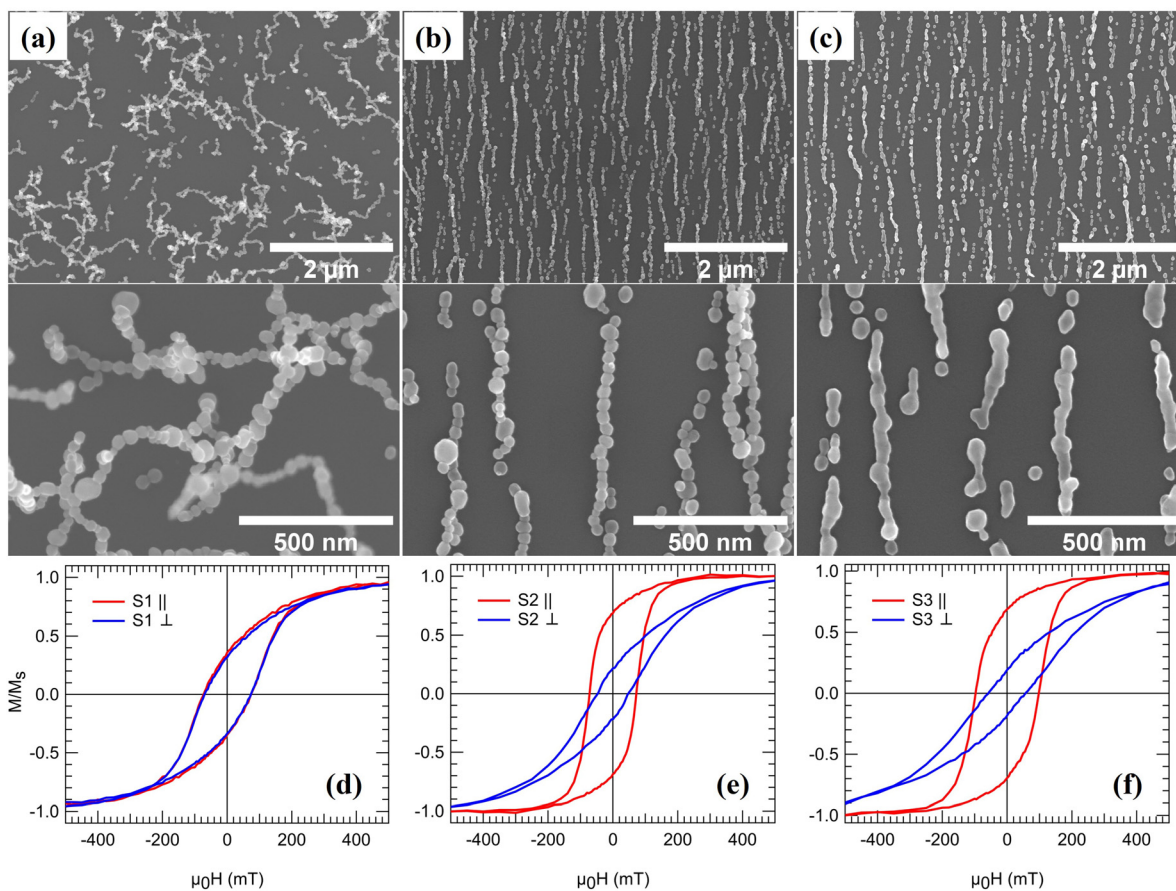 (a)
(b)
(c)
2 μm
2 μm
2 μm
500 nm
500 nm
500 nm
1.0
0.5
0.0
-0.5
-1.0
M/Ms
S1 ||
S1 ⊥
(d)
-400
-200
0
200
400
μ0H (mT)
1.0
0.5
0.0
-0.5
-1.0
S2 ||
S2 ⊥
(e)
-400
-200
0
200
400
μ0H (mT)
1.0
0.5
0.0
-0.5
-1.0
S3 ||
S3 ⊥
(f)
-400
-200
0
200
400
μ0H (mT)